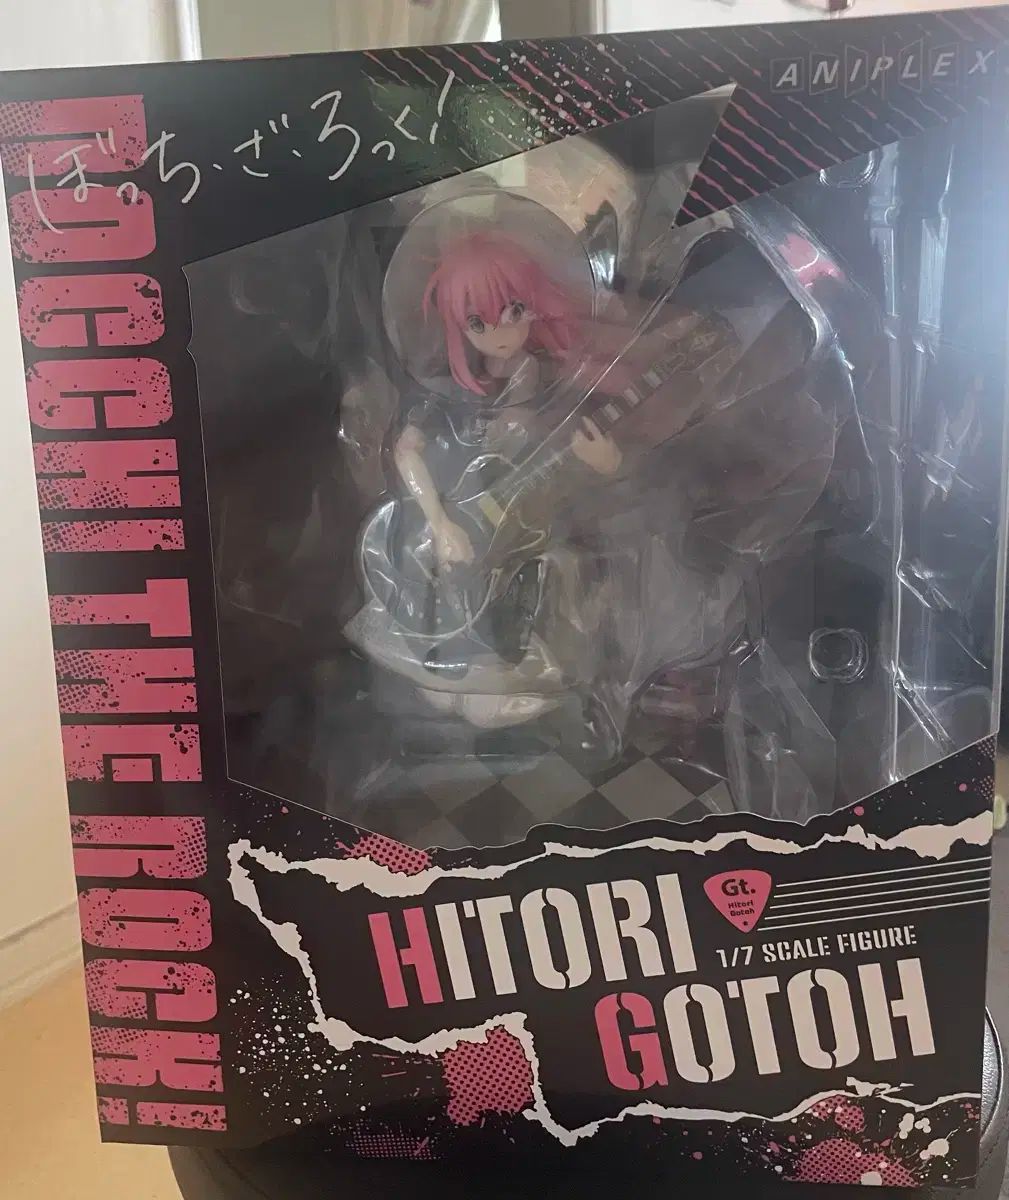 ANIPLEX
ぼっち・ざ・ろっく!
BOCCHI THE ROCK!
HITORI
GOTOH
Gt.
Hitori
Gotoh
1/7 SCALE FIGURE